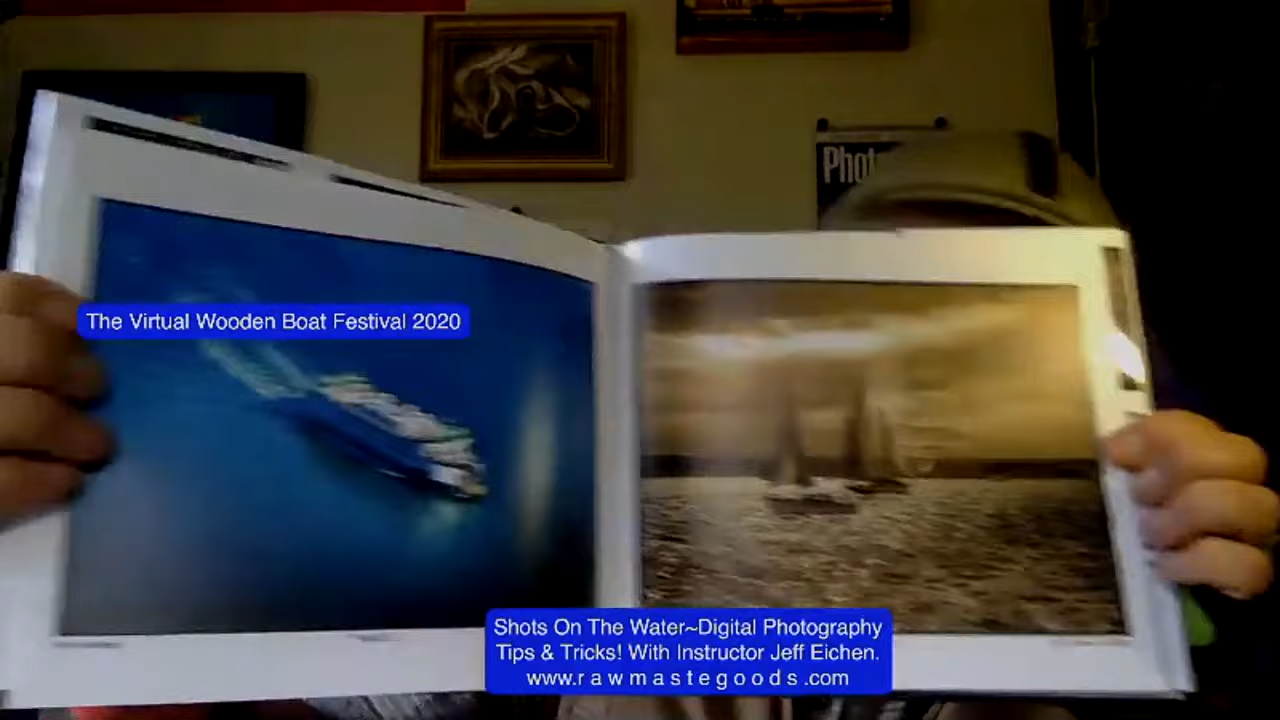 Phot
The Virtual Wooden Boat Festival 2020
Shots On The Water~Digital Photography
Tips & Tricks! With Instructor Jeff Eichen.
www.rawmastegoods.com